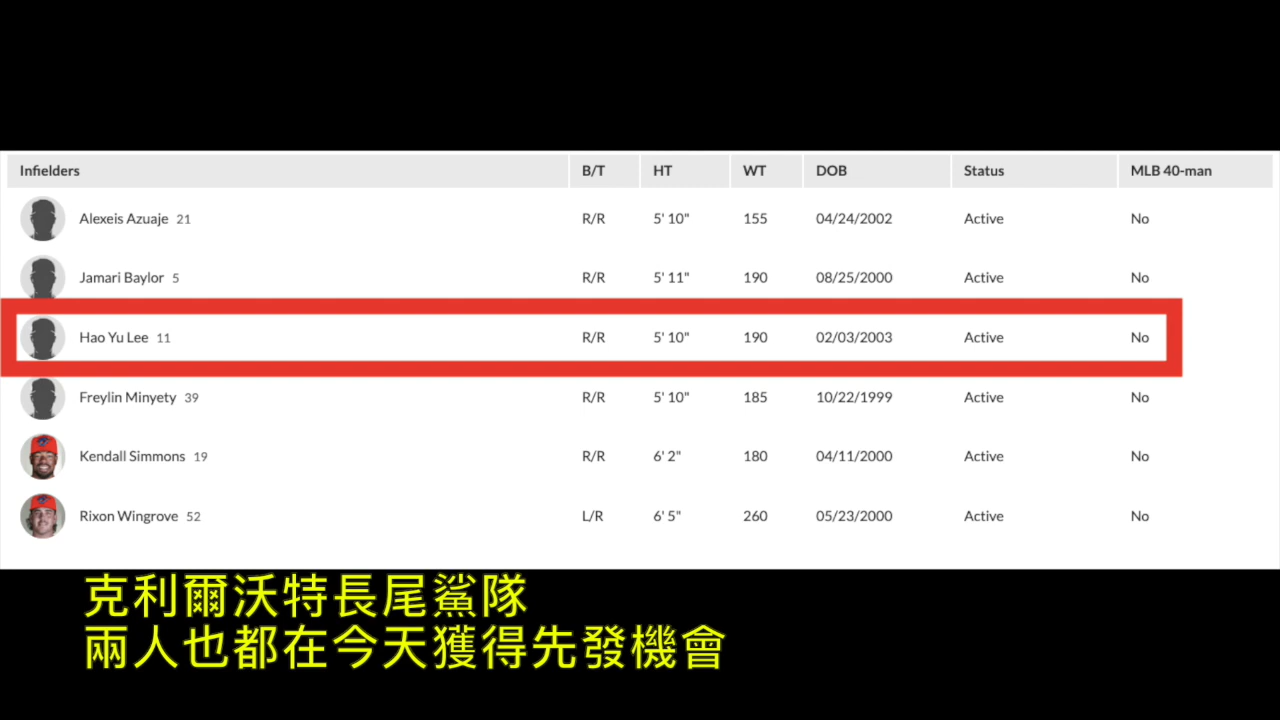 Infielders B/T HT WT DOB Status MLB 40-man
Alexeis Azuaje 21 R/R 5' 10" 155 04/24/2002 Active No
Jamari Baylor 5 R/R 5' 11" 190 08/25/2000 Active No
Hao Yu Lee 11 R/R 5' 10" 190 02/03/2003 Active No
Freylin Minyety 39 R/R 5' 10" 185 10/22/1999 Active No
Kendall Simmons 19 R/R 6' 2" 180 04/11/2000 Active No
Rixon Wingrove 52 L/R 6' 5" 260 05/23/2000 Active No
克利爾沃特長尾鯊隊
兩人也都在今天獲得先發機會